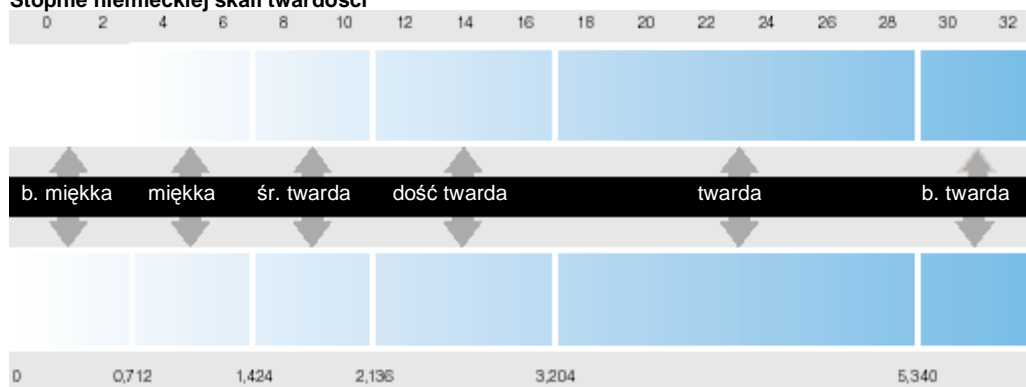 Stopnie niemieckiej skali twardości
0 2 4 6 8 10 12 14 16 18 20 22 24 26 28 30 32
b. miękka miękka śr. twarda dość twarda twarda b. twarda
0 0,712 1,424 2,136 3,204 5,340